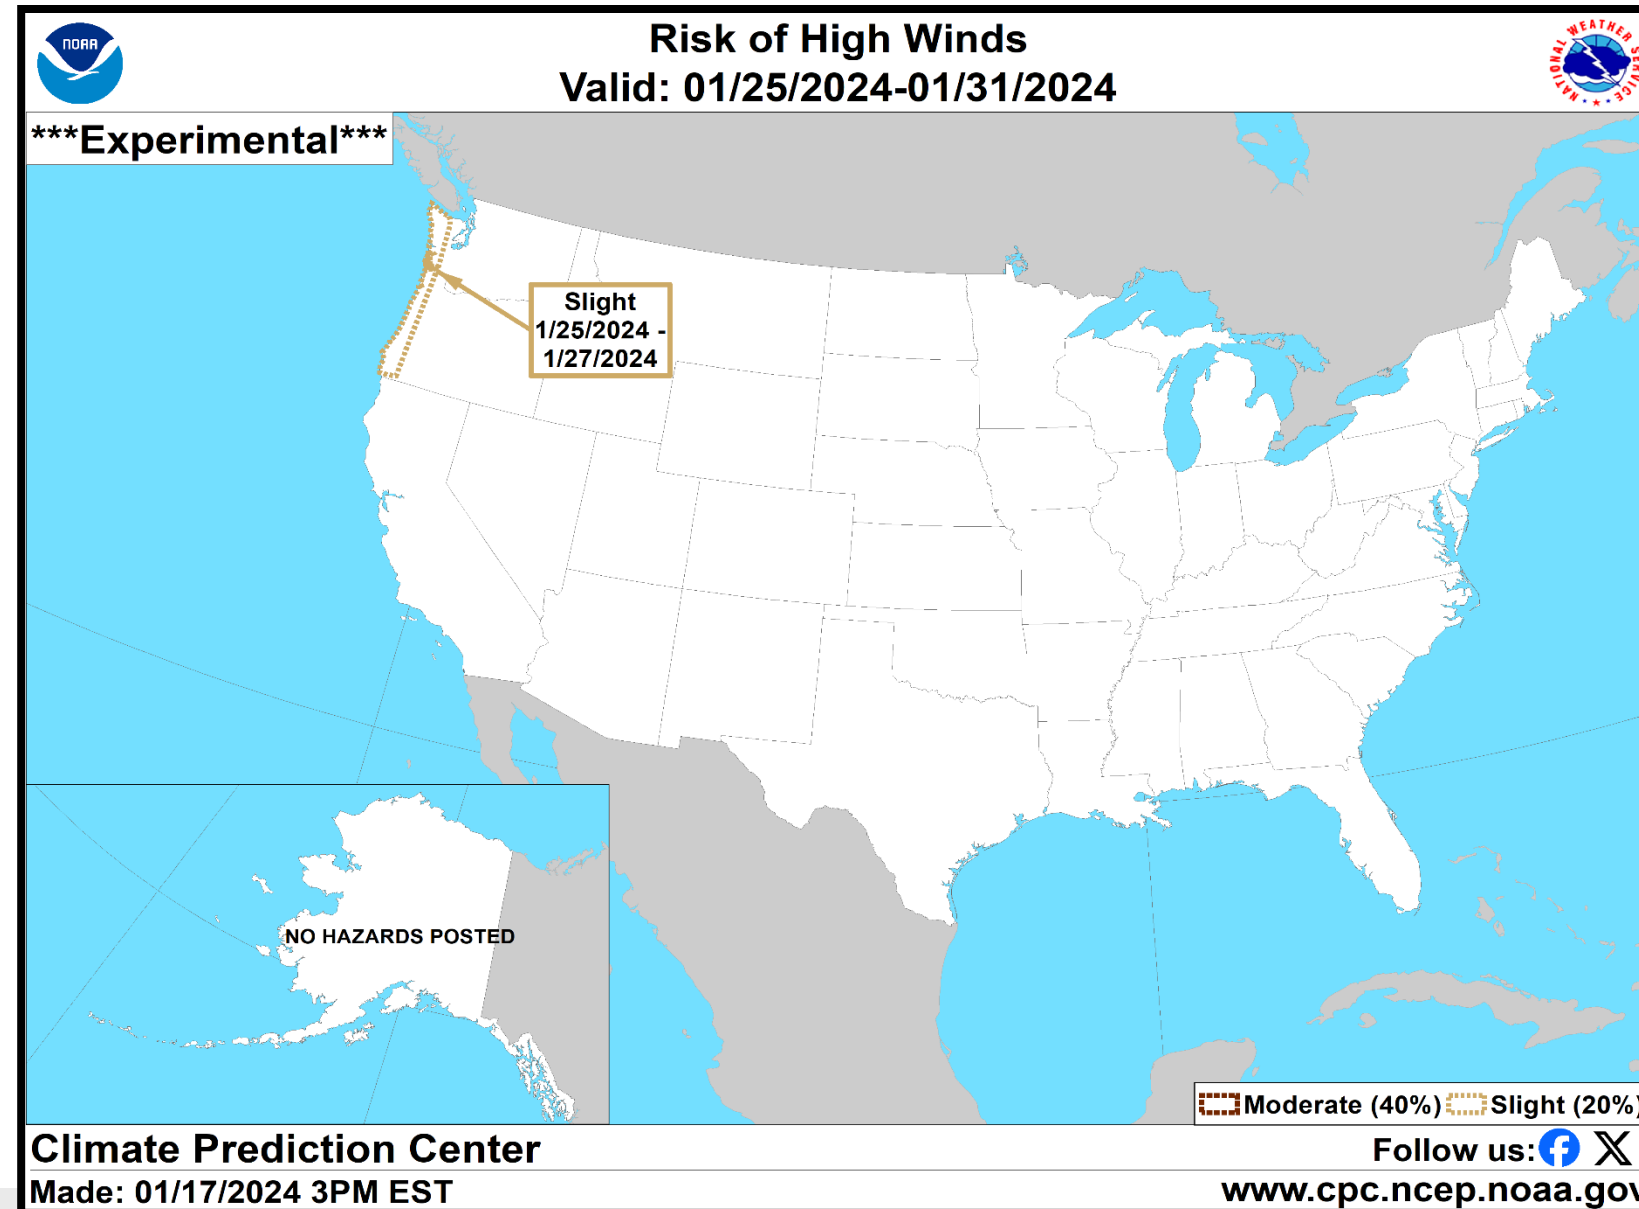 NOAA
Risk of High Winds
Valid: 01/25/2024-01/31/2024
NATIONAL WEATHER SERVICE
***Experimental***
Slight
1/25/2024 -
1/27/2024
NO HAZARDS POSTED
Moderate (40%) Slight (20%)
Climate Prediction Center
Follow us:
Made: 01/17/2024 3PM EST
www.cpc.ncep.noaa.gov